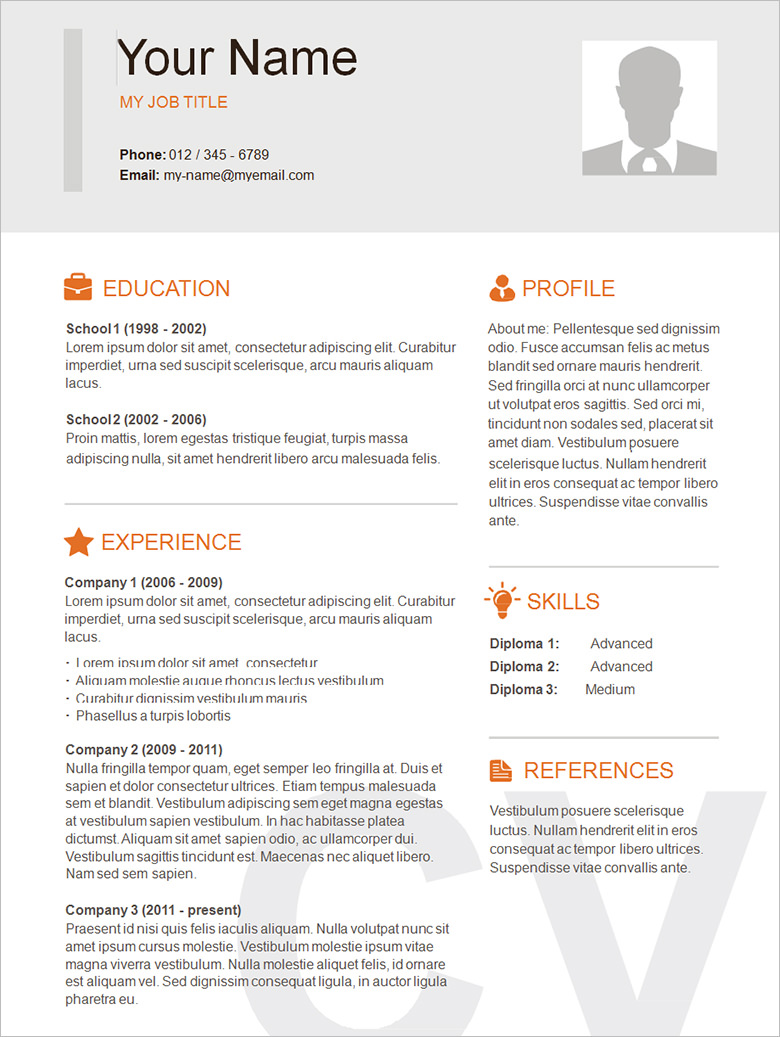 Your Name
MY JOB TITLE
Phone: 012 / 345 - 6789
Email: my-name@myemail.com
EDUCATION
School 1 (1998 - 2002)
Lorem ipsum dolor sit amet, consectetur adipiscing elit. Curabitur
imperdiet, urna sed suscipit scelerisque, arcu mauris aliquam
lacus.
School 2 (2002 - 2006)
Proin mattis, lorem egestas tristique feugiat, turpis massa
adipiscing nulla, sit amet hendrerit libero arcu malesuada felis.
EXPERIENCE
Company 1 (2006 - 2009)
Lorem ipsum dolor sit amet, consectetur adipiscing elit. Curabitur
imperdiet, urna sed suscipit scelerisque, arcu mauris aliquam
lacus.
· Lorem ipsum dolor sit amet, consectetur
· Aliquam molestie augue rhoncus lectus vestibulum
· Curabitur dignissim vestibulum mauris
· Phasellus a turpis lobortis
Company 2 (2009 - 2011)
Nulla fringilla tempor quam, eget semper leo fringilla at. Duis et
sapien et dolor consectetur ultrices. Etiam tempus malesuada
sem et blandit. Vestibulum adipiscing sem eget magna egestas
at vestibulum sapien vestibulum. In hac habitasse platea
dictumst. Aliquam sit amet sapien odio, ac ullamcorper dui.
Vestibulum sagittis tincidunt est. Maecenas nec aliquet libero.
Nam sed sem sapien.
Company 3 (2011 - present)
Praesent id nisi quis felis iaculis aliquam. Nulla volutpat nunc sit
amet ipsum cursus molestie. Vestibulum molestie ipsum vitae
magna viverra vestibulum. Nulla molestie aliquet felis, id ornare
est aliquam vel. Sed dignissim consequat ligula, in auctor ligula
pharetra eu.
PROFILE
About me: Pellentesque sed dignissim
odio. Fusce accumsan felis ac metus
blandit sed ornare mauris hendrerit.
Sed fringilla orci at nunc ullamcorper
ut volutpat eros sagittis. Sed orci mi,
tincidunt non sodales sed, placerat sit
amet diam. Vestibulum posuere
scelerisque luctus. Nullam hendrerit
elit in eros consequat ac tempor libero
ultrices. Suspendisse vitae convallis
ante.
SKILLS
Diploma 1: Advanced
Diploma 2: Advanced
Diploma 3: Medium
REFERENCES
Vestibulum posuere scelerisque
luctus. Nullam hendrerit elit in eros
consequat ac tempor libero ultrices.
Suspendisse vitae convallis ante.
CV